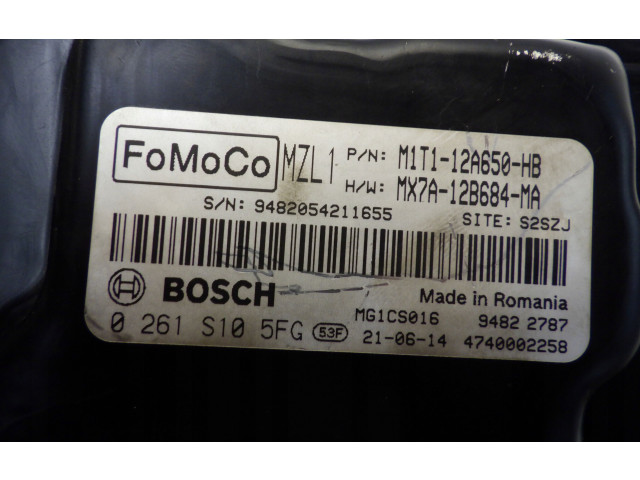 FoMoCo MZL1 P/N: M1T1-12A650-HB
H/W: MX7A-12B684-MA
S/N: 9482054211655 SITE: S2SZJ
BOSCH Made in Romania
MG1CS016 9482 2787
0 261 S10 5FG 53F 21-06-14 4740002258